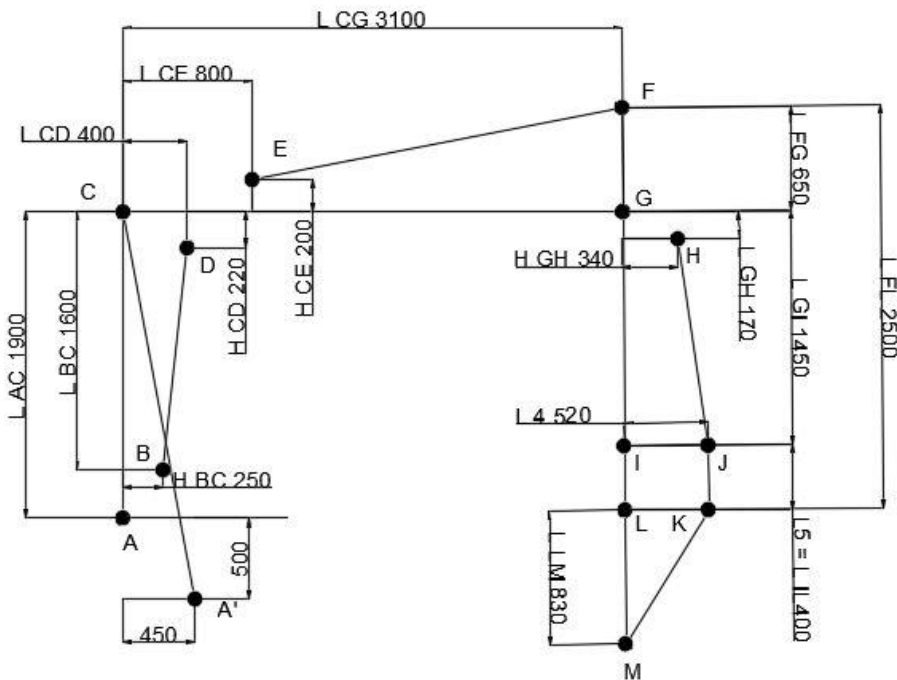 L CG 3100
L CE 800
F
L CD 400
E
L FG 650
C
G
D
H
H GH 340
H CD 220
H CE 200
L GH 170
L GI 1450
L FL 2500
L AC 1900
L BC 1600
L 4 520
B
H BC 250
I
J
A
L
K
500
L LM 830
L5 = L IL 400
A'
450
M